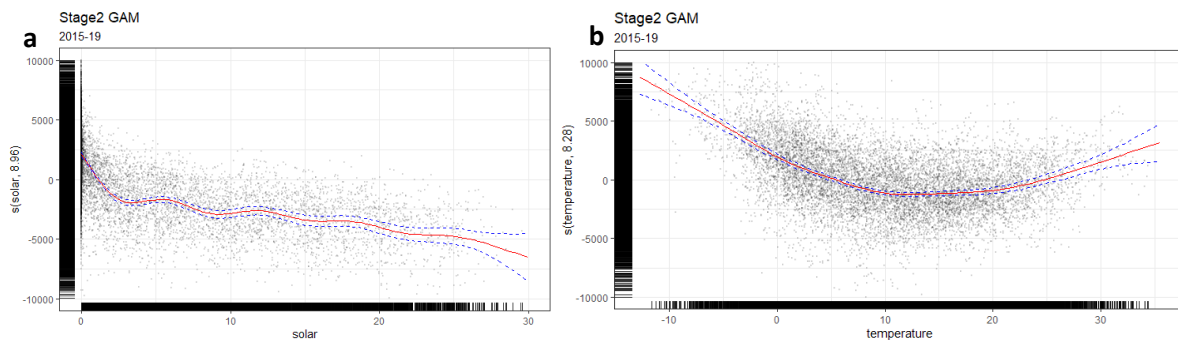 a
Stage2 GAM
2015-19
10000
5000
0
-5000
-10000
s(solar, 8.96)
0
10
20
30
solar
b
Stage2 GAM
2015-19
10000
5000
0
-5000
-10000
s(temperature, 8.28)
-10
0
10
20
30
temperature